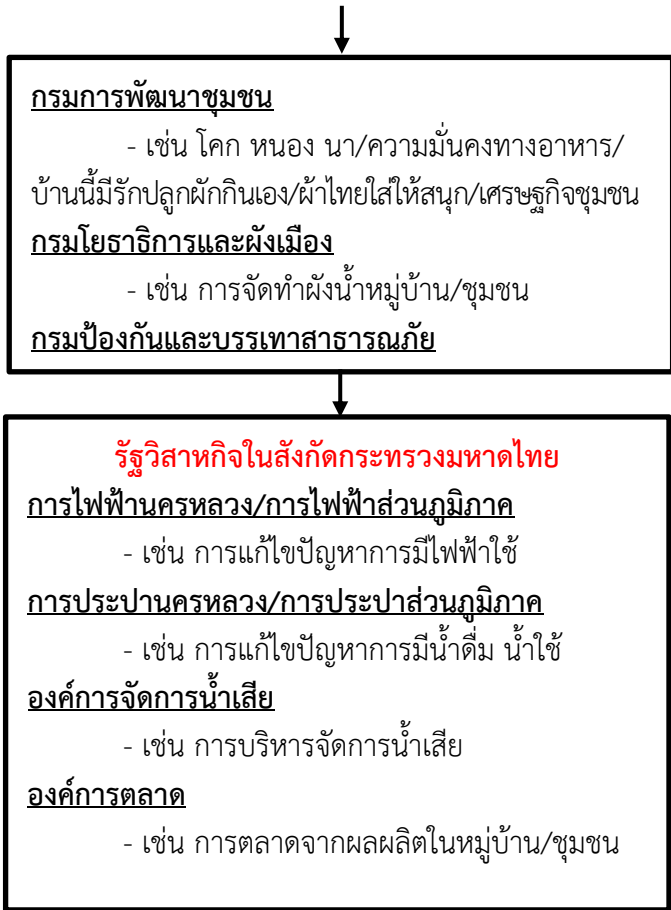 กรมการพัฒนาชุมชน
- เช่น โคก หนอง นา/ความมั่นคงทางอาหาร/
บ้านนี้มีรักปลูกผักกินเอง/ผ้าไทยใส่ให้สนุก/เศรษฐกิจชุมชน
กรมโยธาธิการและผังเมือง
- เช่น การจัดทำผังน้ำหมู่บ้าน/ชุมชน
กรมป้องกันและบรรเทาสาธารณภัย
รัฐวิสาหกิจในสังกัดกระทรวงมหาดไทย
การไฟฟ้านครหลวง/การไฟฟ้าส่วนภูมิภาค
- เช่น การแก้ไขปัญหาการมีไฟฟ้าใช้
การประปานครหลวง/การประปาส่วนภูมิภาค
- เช่น การแก้ไขปัญหาการมีน้ำดื่ม น้ำใช้
องค์การจัดการน้ำเสีย
- เช่น การบริหารจัดการน้ำเสีย
องค์การตลาด
- เช่น การตลาดจากผลผลิตในหมู่บ้าน/ชุมชน